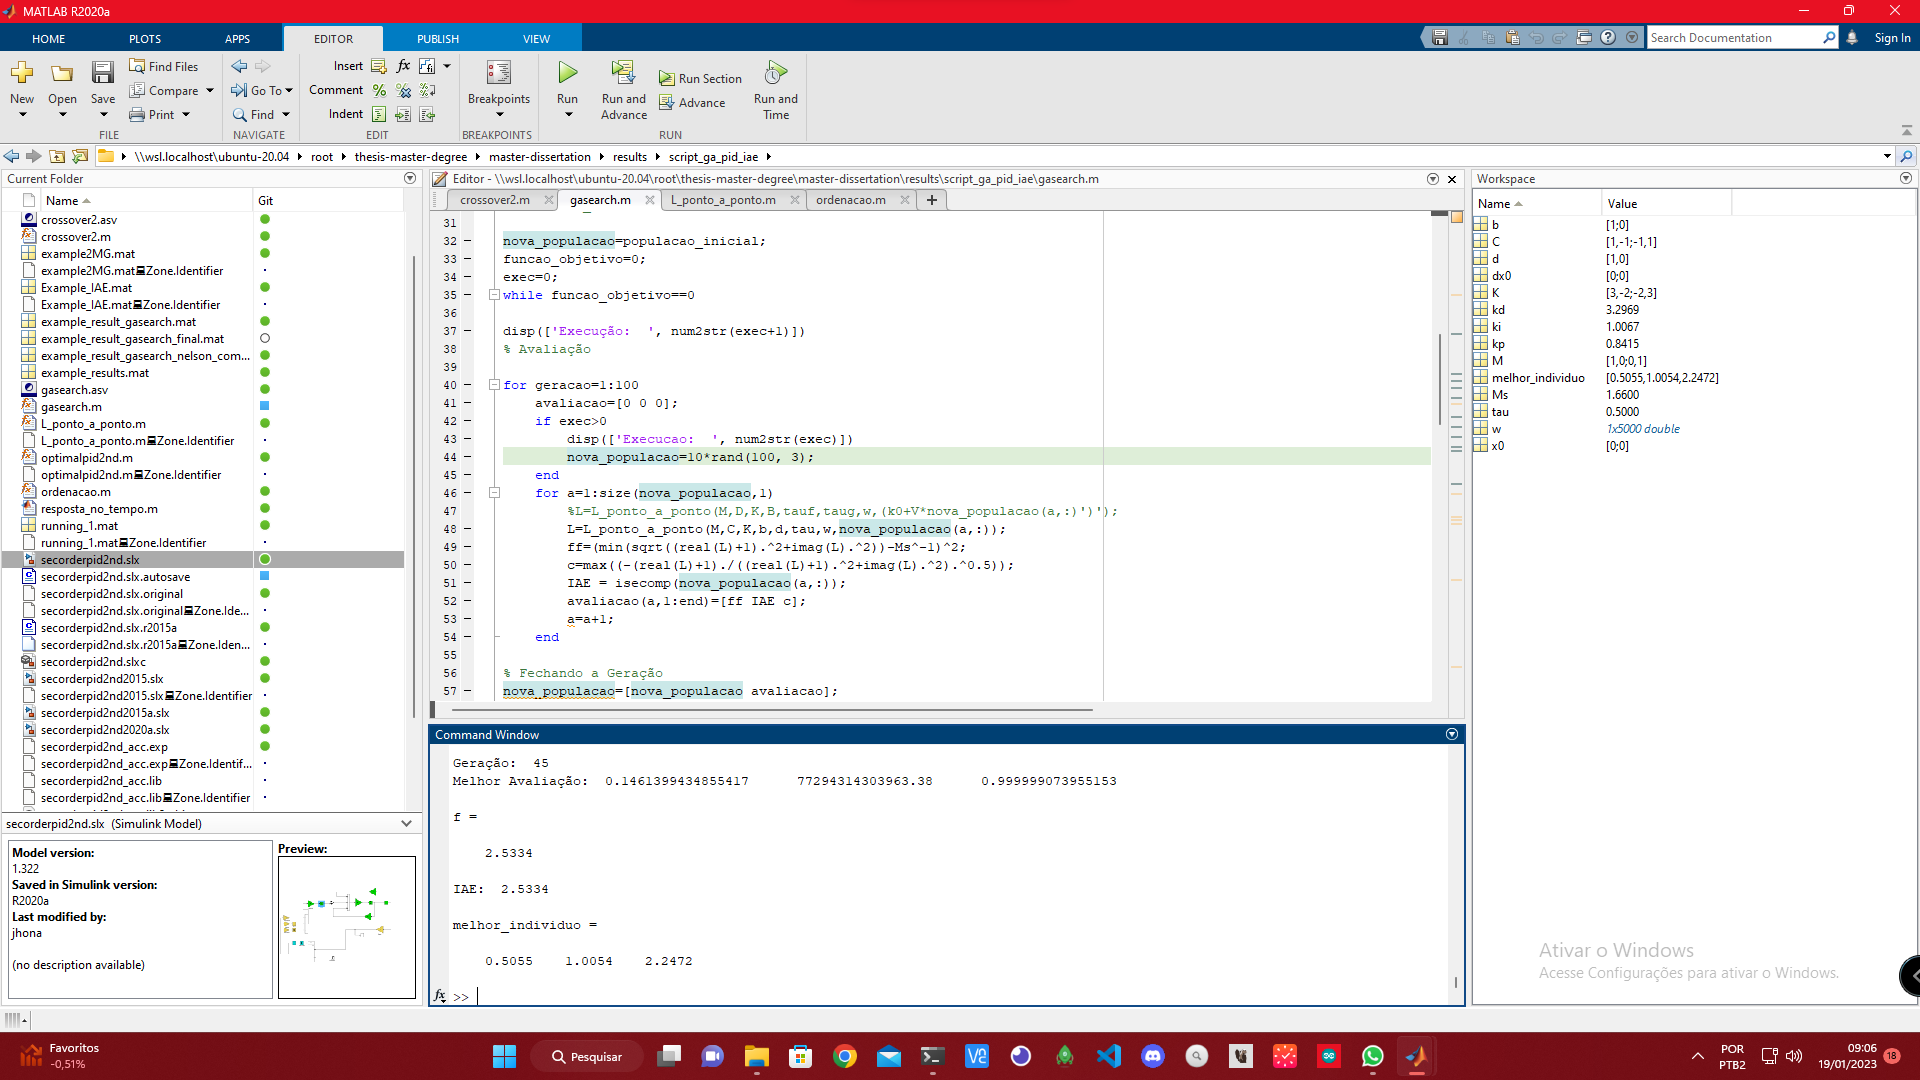 MATLAB R2020a
HOME PLOTS APPS EDITOR PUBLISH VIEW
Search Documentation
Sign In
New Open Save
Find Files
Compare
Print
FILE
Go To
Find
NAVIGATE
Insert
Comment
Indent
EDIT
Breakpoints
BREAKPOINTS
Run
Run and Advance
Run Section
Advance
Run and Time
RUN
\\wsl.localhost\ubuntu-20.04 root thesis-master-degree master-dissertation results script_ga_pid_iae
Current Folder
Name Git
crossover2.asv
crossover2.m
example2MG.mat
example2MG.mat:Zone.Identifier
Example_IAE.mat
Example_IAE.mat:Zone.Identifier
example_result_gasearch.mat
example_result_gasearch_final.mat
example_result_gasearch_nelson_com...
example_results.mat
gasearch.asv
gasearch.m
L_ponto_a_ponto.m
L_ponto_a_ponto.m:Zone.Identifier
optimalpid2nd.m
optimalpid2nd.m:Zone.Identifier
ordenacao.m
resposta_no_tempo.m
running_1.mat
running_1.mat:Zone.Identifier
secorderpid2nd.slx
secorderpid2nd.slx.autosave
secorderpid2nd.slx.original
secorderpid2nd.slx.original:Zone.Ide...
secorderpid2nd.slx.r2015a
secorderpid2nd.slx.r2015a:Zone.Iden...
secorderpid2nd.slxc
secorderpid2nd2015.slx
secorderpid2nd2015.slx:Zone.Identifier
secorderpid2nd2015a.slx
secorderpid2nd2020a.slx
secorderpid2nd_acc.exp
secorderpid2nd_acc.exp:Zone.Identif...
secorderpid2nd_acc.lib
secorderpid2nd_acc.lib:Zone.Identifier
secorderpid2nd.slx (Simulink Model)
Model version:
1.322
Saved in Simulink version:
R2020a
Last modified by:
jhona
(no description available)
Preview:
Editor - \\wsl.localhost\ubuntu-20.04\root\thesis-master-degree\master-dissertation\results\script_ga_pid_iae\gasearch.m
crossover2.m gasearch.m L_ponto_a_ponto.m ordenacao.m
31
32 nova_populacao=populacao_inicial;
33 funcao_objetivo=0;
34 exec=0;
35 while funcao_objetivo==0
36
37 disp(['Execução:  ', num2str(exec+1)])
38 % Avaliação
39
40 for geracao=1:100
41 avaliacao=[0 0 0];
42 if exec>0
43 disp(['Execucao:  ', num2str(exec)])
44 nova_populacao=10*rand(100, 3);
45 end
46 for a=1:size(nova_populacao,1)
47 %L=L_ponto_a_ponto(M,D,K,B,tauf,taug,w,(k0+V*nova_populacao(a,:)')');
48 L=L_ponto_a_ponto(M,C,K,b,d,tau,w,nova_populacao(a,:));
49 ff=(min(sqrt((real(L)+1).^2+imag(L).^2))-Ms^-1)^2;
50 c=max((-(real(L)+1)./((real(L)+1).^2+imag(L).^2).^0.5));
51 IAE = isecomp(nova_populacao(a,:));
52 avaliacao(a,1:end)=[ff IAE c];
53 a=a+1;
54 end
55
56 % Fechando a Geração
57 nova_populacao=[nova_populacao avaliacao];
Command Window
Geração:  45
Melhor Avaliação:  0.1461399434855417      77294314303963.38      0.999999073955153
f =
2.5334
IAE:  2.5334
melhor_individuo =
0.5055    1.0054    2.2472
fx >>
Workspace
Name Value
b [1;0]
C [1,-1;-1,1]
d [1,0]
dx0 [0;0]
K [3,-2;-2,3]
kd 3.2969
ki 1.0067
kp 0.8415
M [1,0;0,1]
melhor_individuo [0.5055,1.0054,2.2472]
Ms 1.6600
tau 0.5000
w 1x5000 double
x0 [0;0]
Ativar o Windows
Acesse Configurações para ativar o Windows.
Favoritos
-0,51%
Pesquisar
POR
PTB2
09:06
19/01/2023
18